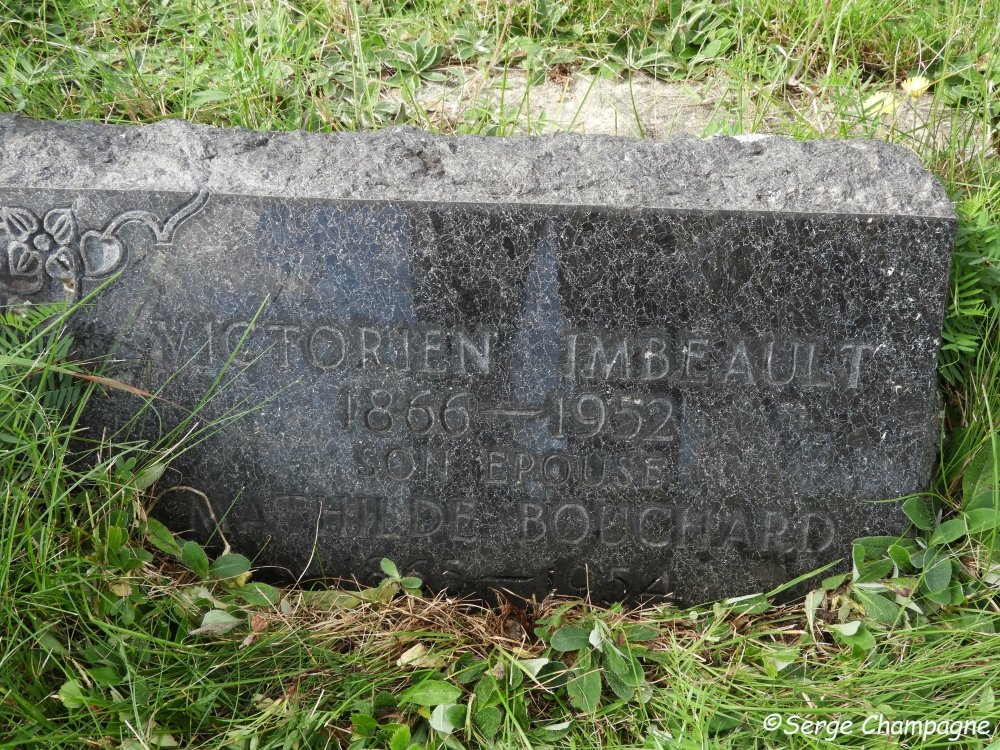 VICTORIEN IMBEAULT
1866 — 1952
SON EPOUSE
MATHILDE BOUCHARD
©Serge Champagne